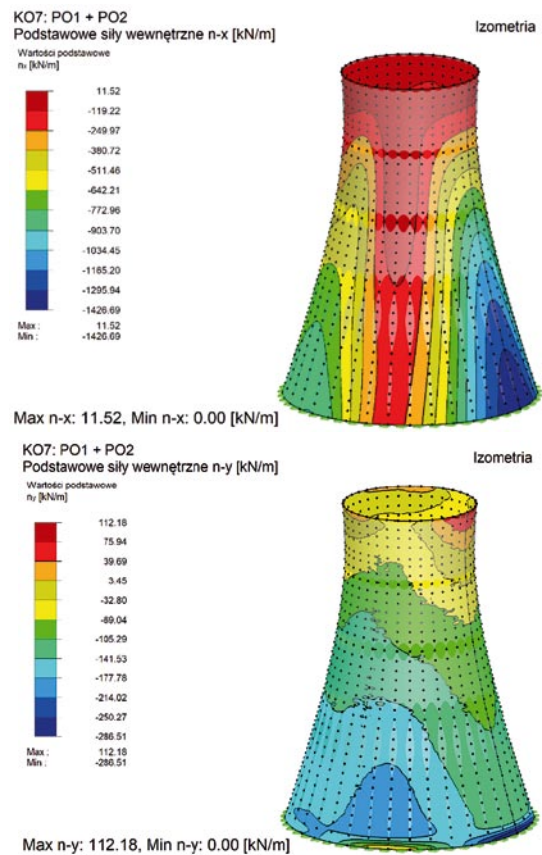 KO7: PO1 + PO2
Podstawowe siły wewnętrzne n-x [kN/m]
Izometria
Wartości podstawowe
nx [kN/m]
11.52
-119.22
-249.97
-380.72
-511.46
-642.21
-772.96
-903.70
-1034.45
-1165.20
-1295.94
-1426.69
Max : 11.52
Min : -1426.69
Max n-x: 11.52, Min n-x: 0.00 [kN/m]
KO7: PO1 + PO2
Podstawowe siły wewnętrzne n-y [kN/m]
Izometria
Wartości podstawowe
ny [kN/m]
112.18
75.94
39.69
3.45
-32.80
-69.04
-105.29
-141.53
-177.78
-214.02
-250.27
-286.51
Max : 112.18
Min : -286.51
Max n-y: 112.18, Min n-y: 0.00 [kN/m]